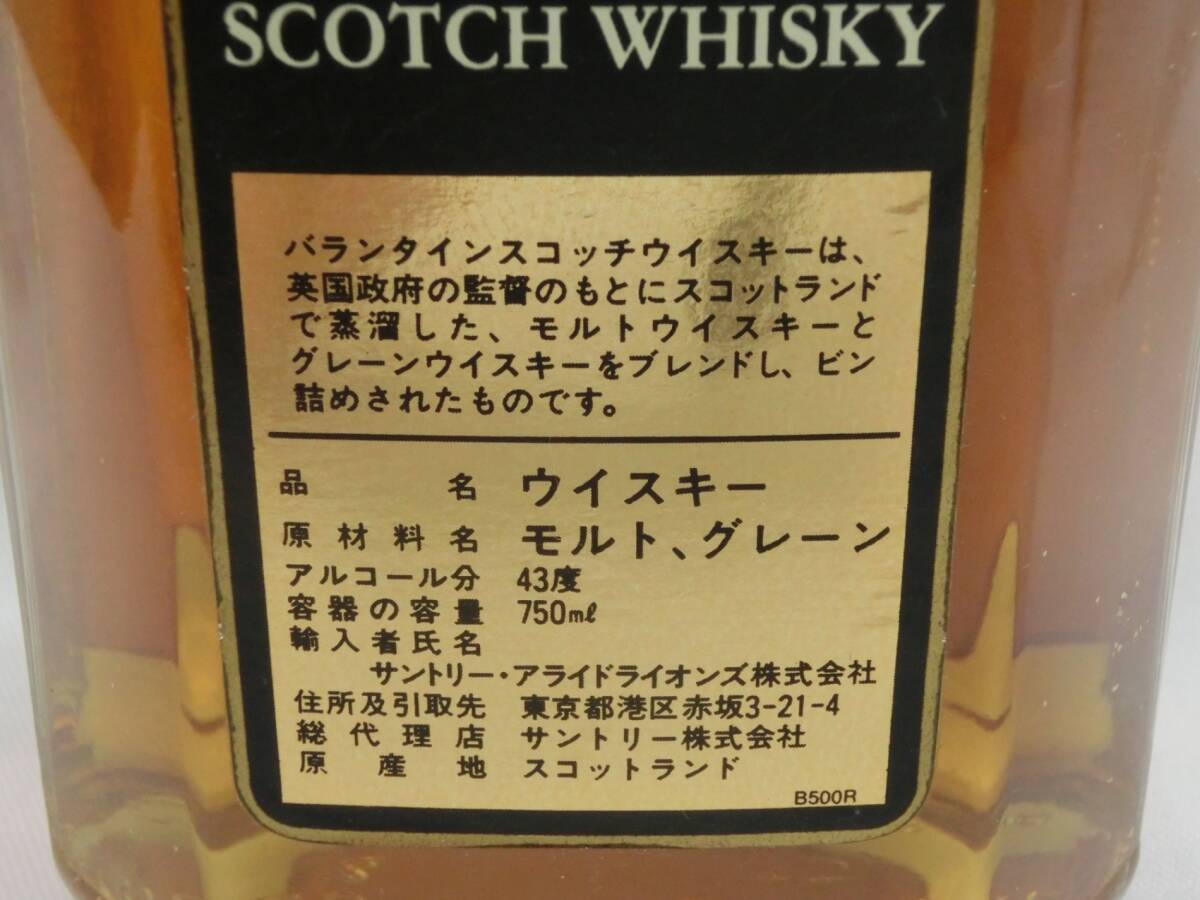 SCOTCH WHISKY
バランタインスコッチウイスキーは、
英国政府の監督のもとにスコットランド
で蒸溜した、モルトウイスキーと
グレーンウイスキーをブレンドし、ビン
詰めされたものです。
品名 ウイスキー
原材料名 モルト、グレーン
アルコール分 43度
容器の容量 750mℓ
輸入者氏名
サントリー・アライドライオンズ株式会社
住所及引取先 東京都港区赤坂3-21-4
総代理店 サントリー株式会社
原産地 スコットランド
B500R